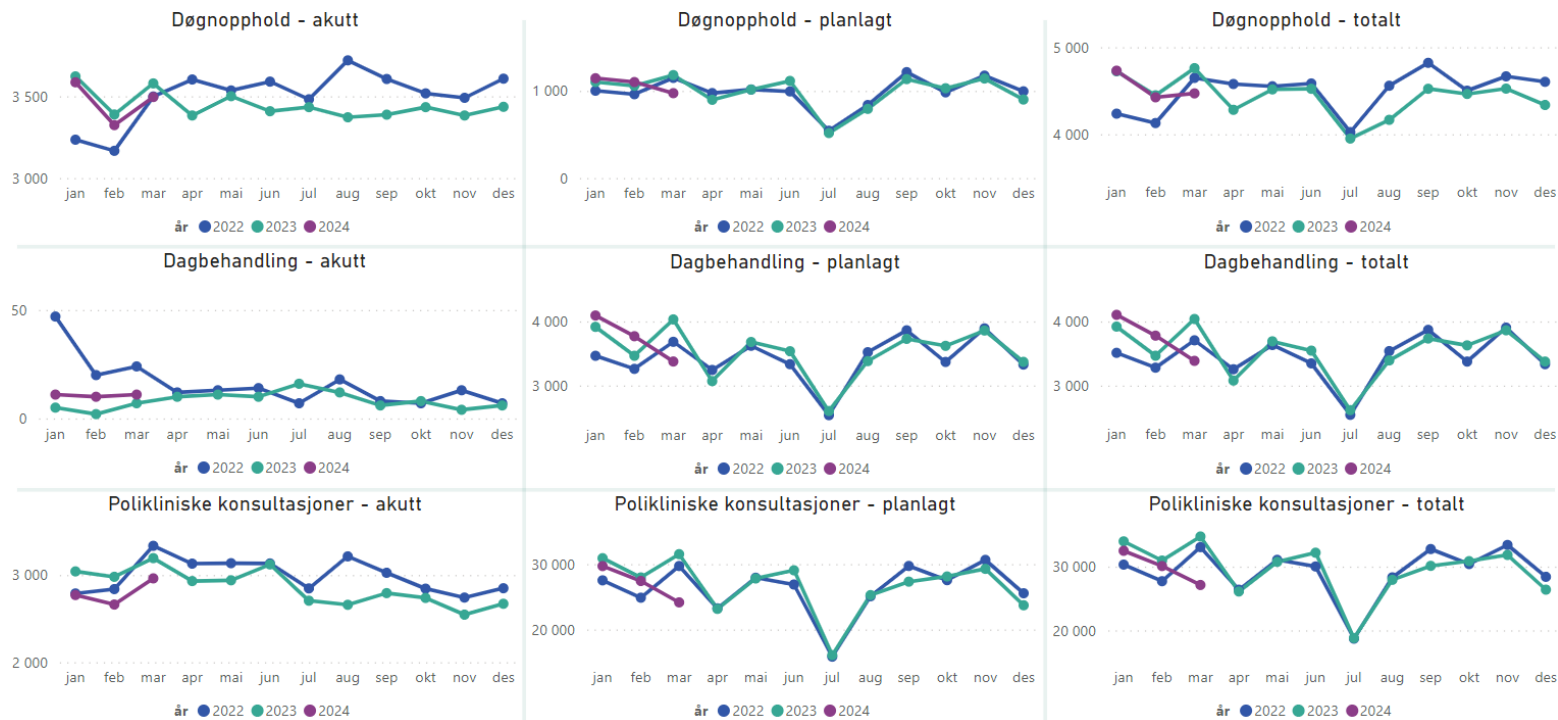 Døgnopphold - akutt
3 500
3 000
jan feb mar apr mai jun jul aug sep okt nov des
år 2022 2023 2024
Døgnopphold - planlagt
1 000
0
jan feb mar apr mai jun jul aug sep okt nov des
år 2022 2023 2024
Døgnopphold - totalt
5 000
4 000
jan feb mar apr mai jun jul aug sep okt nov des
år 2022 2023 2024
Dagbehandling - akutt
50
0
jan feb mar apr mai jun jul aug sep okt nov des
år 2022 2023 2024
Dagbehandling - planlagt
4 000
3 000
jan feb mar apr mai jun jul aug sep okt nov des
år 2022 2023 2024
Dagbehandling - totalt
4 000
3 000
jan feb mar apr mai jun jul aug sep okt nov des
år 2022 2023 2024
Polikliniske konsultasjoner - akutt
3 000
2 000
jan feb mar apr mai jun jul aug sep okt nov des
år 2022 2023 2024
Polikliniske konsultasjoner - planlagt
30 000
20 000
jan feb mar apr mai jun jul aug sep okt nov des
år 2022 2023 2024
Polikliniske konsultasjoner - totalt
30 000
20 000
jan feb mar apr mai jun jul aug sep okt nov des
år 2022 2023 2024